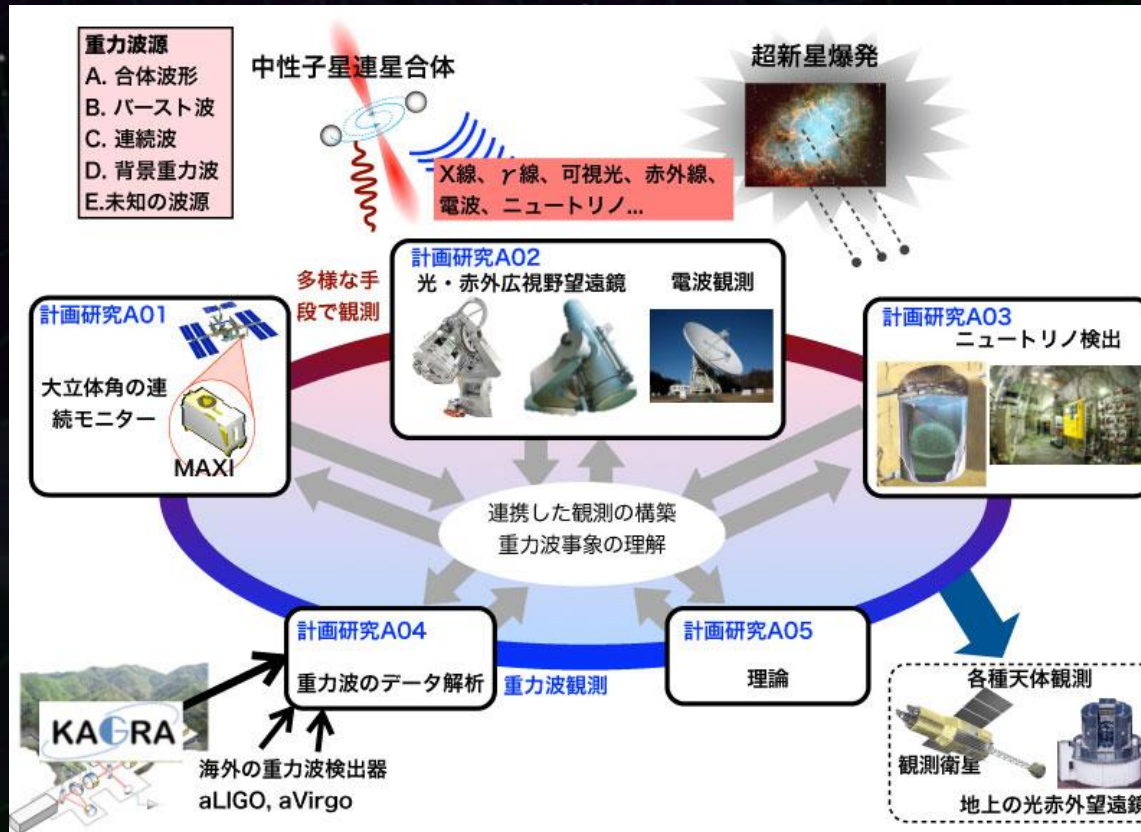 重力波源
A. 合体波形
B. バースト波
C. 連続波
D. 背景重力波
E.未知の波源
中性子星連星合体
超新星爆発
X線、γ線、可視光、赤外線、
電波、ニュートリノ...
多様な手
段で観測
計画研究A01
大立体角の連
続モニター
MAXI
計画研究A02
光・赤外広視野望遠鏡
電波観測
計画研究A03
ニュートリノ検出
連携した観測の構築
重力波事象の理解
計画研究A04
重力波のデータ解析
重力波観測
計画研究A05
理論
KAGRA
海外の重力波検出器
aLIGO, aVirgo
各種天体観測
観測衛星
地上の光赤外望遠鏡